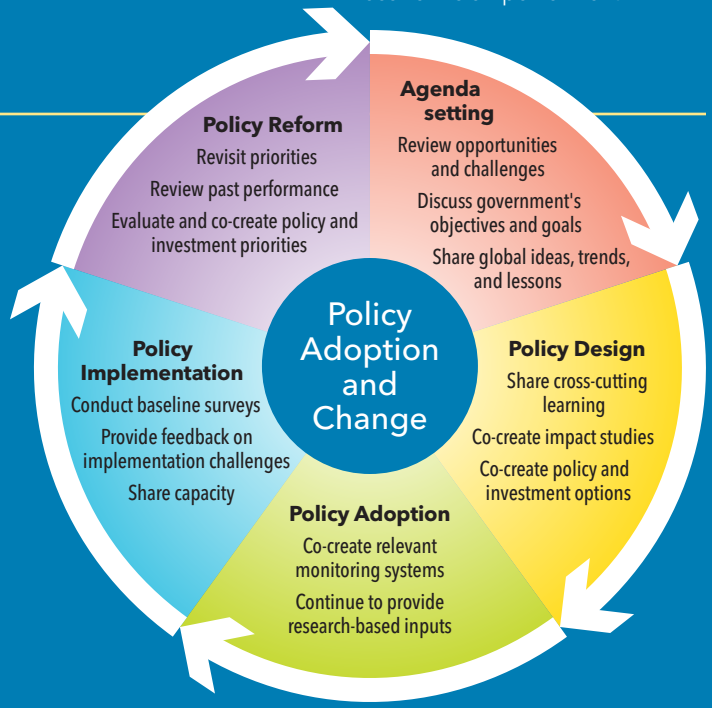 Policy Reform
Revisit priorities
Review past performance
Evaluate and co-create policy and
investment priorities
Agenda
setting
Review opportunities
and challenges
Discuss government's
objectives and goals
Share global ideas, trends,
and lessons
Policy
Adoption
and
Change
Policy Design
Share cross-cutting
learning
Co-create impact studies
Co-create policy and
investment options
Policy Adoption
Co-create relevant
monitoring systems
Continue to provide
research-based inputs
Policy
Implementation
Conduct baseline surveys
Provide feedback on
implementation challenges
Share capacity